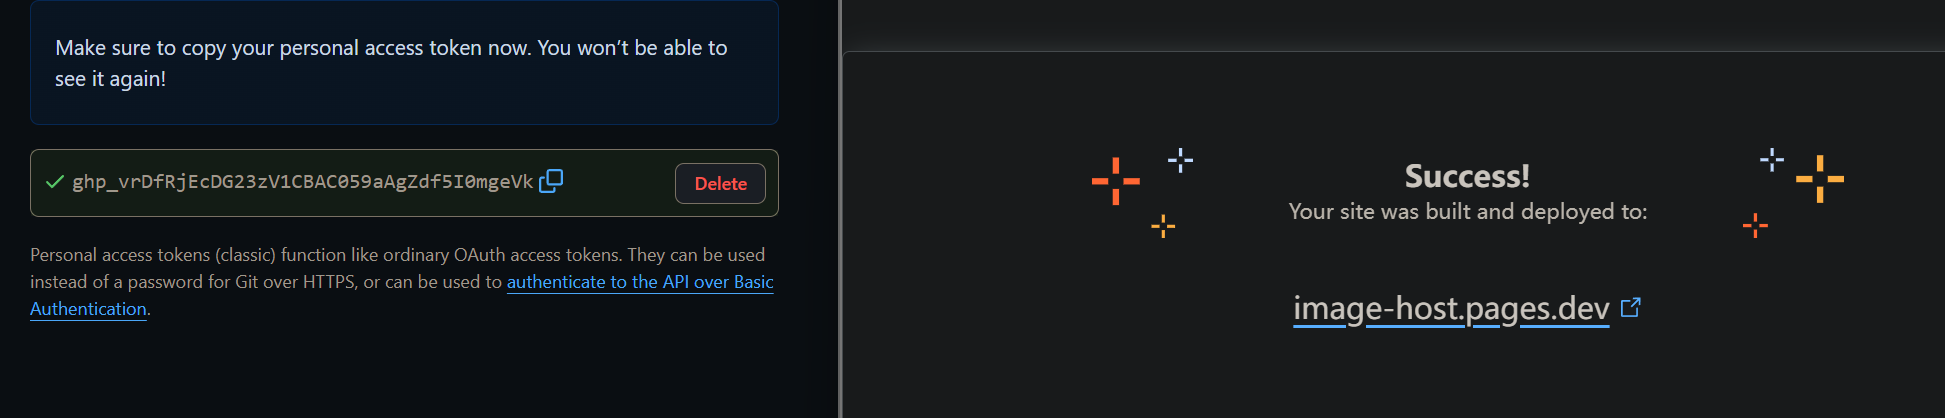 Make sure to copy your personal access token now. You won’t be able to
see it again!
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
Delete
Personal access tokens (classic) function like ordinary OAuth access tokens. They can be used
instead of a password for Git over HTTPS, or can be used to authenticate to the API over Basic
Authentication.
Success!
Your site was built and deployed to:
image-host.pages.dev